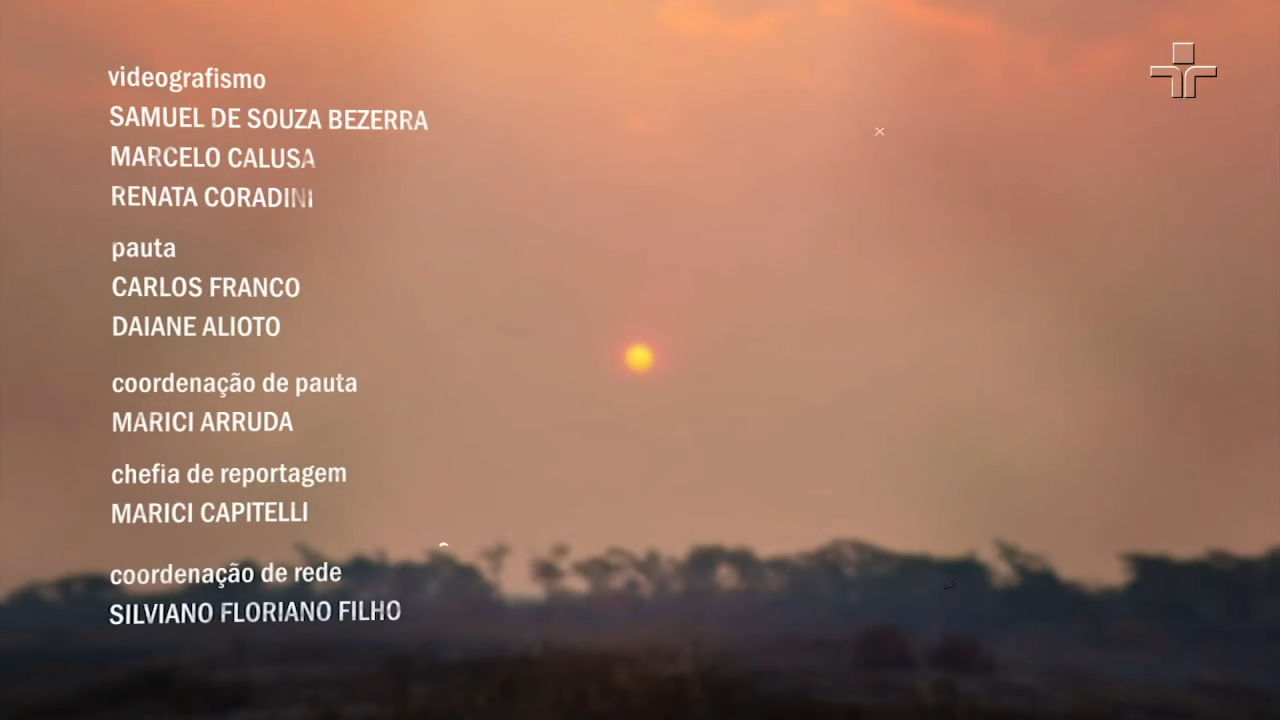 videografismo
SAMUEL DE SOUZA BEZERRA
MARCELO CALUSA
RENATA CORADINI
pauta
CARLOS FRANCO
DAIANE ALIOTO
coordenação de pauta
MARICI ARRUDA
chefia de reportagem
MARICI CAPITELLI
coordenação de rede
SILVIANO FLORIANO FILHO